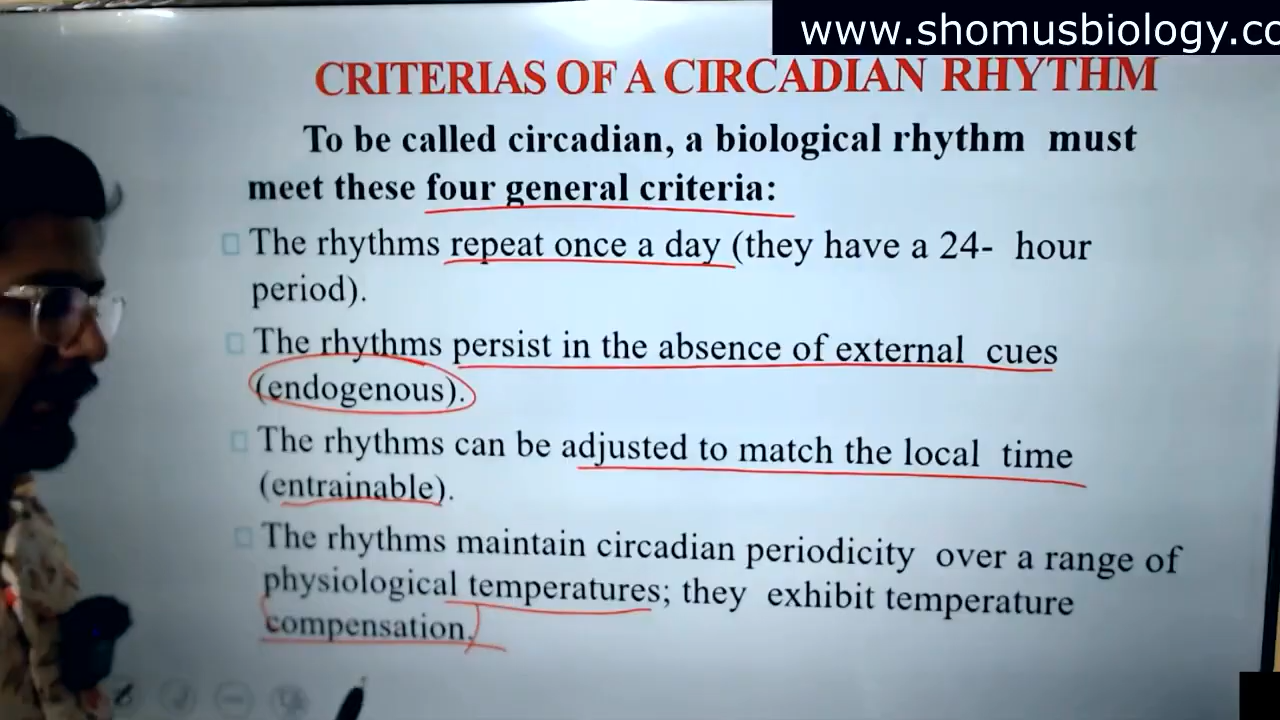 www.shomusbiology.co
CRITERIAS OF A CIRCADIAN RHYTHM
To be called circadian, a biological rhythm must
meet these four general criteria:
The rhythms repeat once a day (they have a 24- hour
period).
The rhythms persist in the absence of external cues
(endogenous).
The rhythms can be adjusted to match the local time
(entrainable).
The rhythms maintain circadian periodicity over a range of
physiological temperatures; they exhibit temperature
compensation.